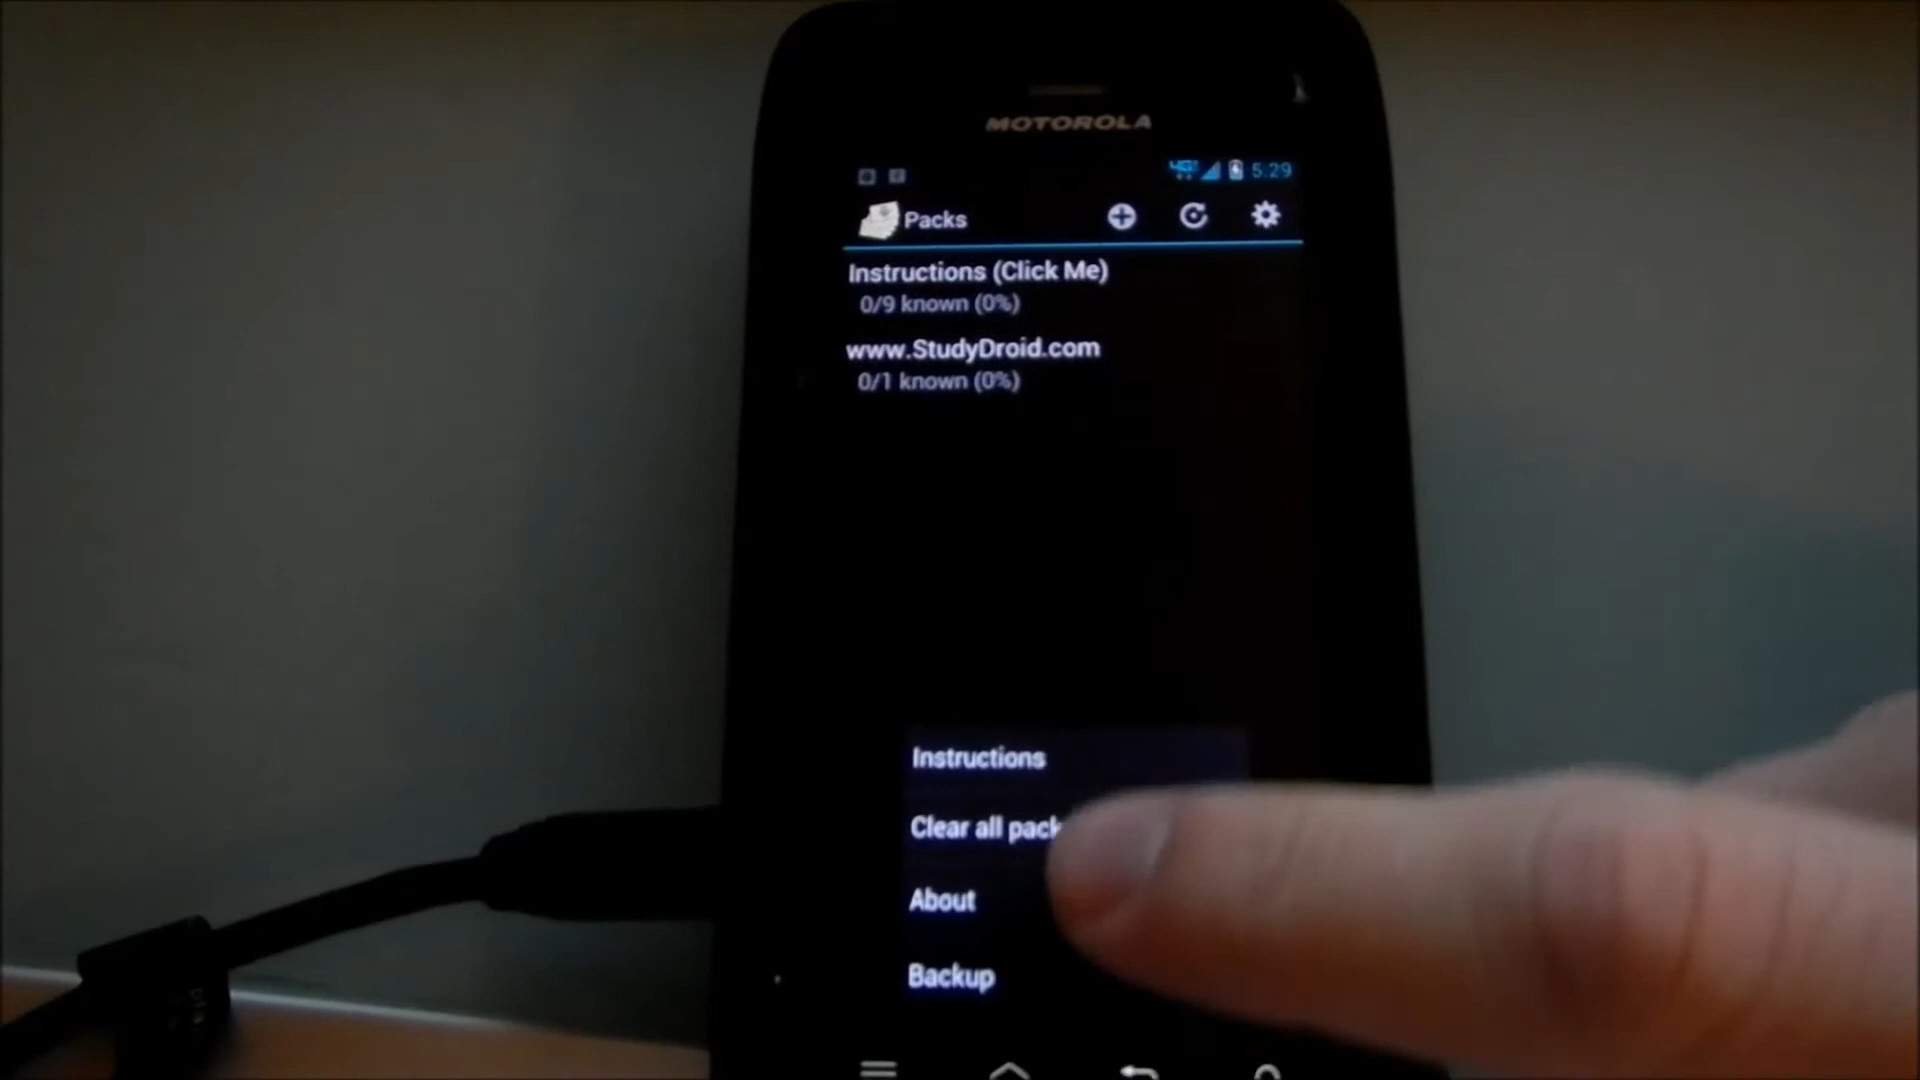 MOTOROLA
4G 5:29
Packs
Instructions (Click Me)
0/9 known (0%)
www.StudyDroid.com
0/1 known (0%)
Instructions
Clear all pack
About
Backup